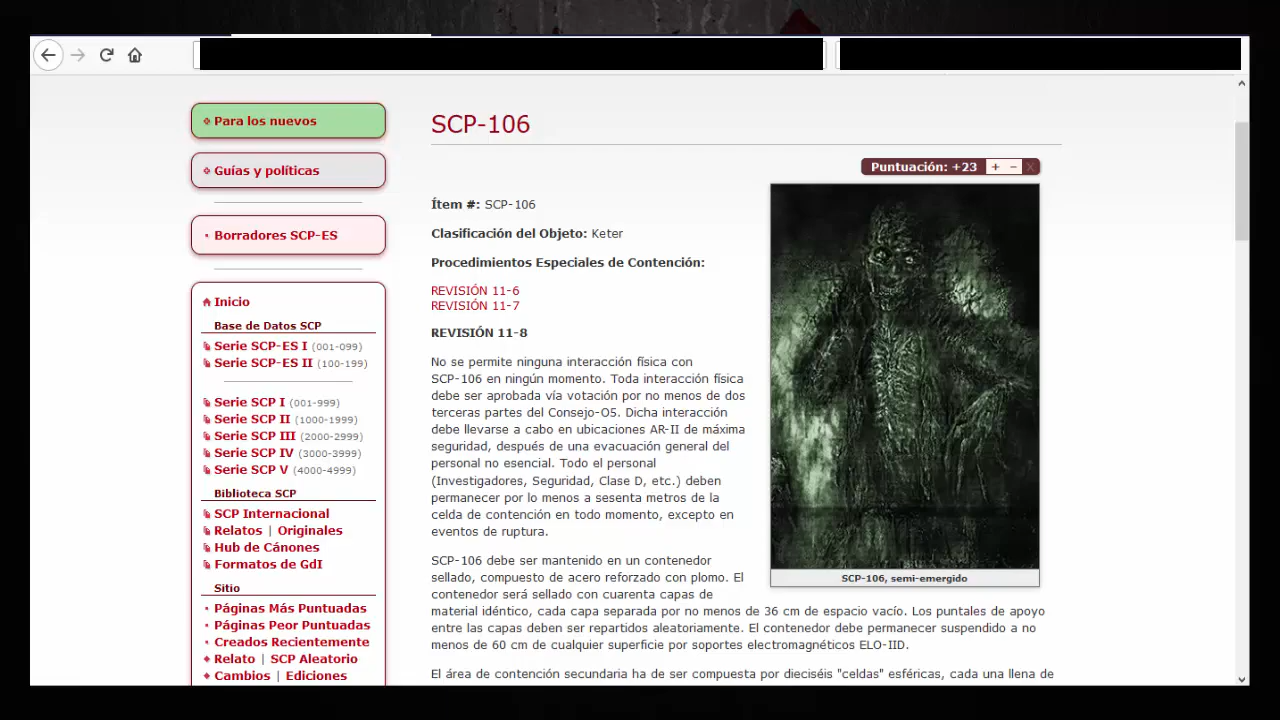 Para los nuevos
Guías y políticas
Borradores SCP-ES
Inicio
Base de Datos SCP
Serie SCP-ES I (001-099)
Serie SCP-ES II (100-199)
Serie SCP I (001-999)
Serie SCP II (1000-1999)
Serie SCP III (2000-2999)
Serie SCP IV (3000-3999)
Serie SCP V (4000-4999)
Biblioteca SCP
SCP Internacional
Relatos | Originales
Hub de Cánones
Formatos de GdI
Sitio
Páginas Más Puntuadas
Páginas Peor Puntuadas
Creados Recientemente
Relato | SCP Aleatorio
Cambios | Ediciones
SCP-106
Puntuación: +23 + − X
Ítem #: SCP-106
Clasificación del Objeto: Keter
Procedimientos Especiales de Contención:
REVISIÓN 11-6
REVISIÓN 11-7
REVISIÓN 11-8
No se permite ninguna interacción física con
SCP-106 en ningún momento. Toda interacción física
debe ser aprobada vía votación por no menos de dos
terceras partes del Consejo-O5. Dicha interacción
debe llevarse a cabo en ubicaciones AR-II de máxima
seguridad, después de una evacuación general del
personal no esencial. Todo el personal
(Investigadores, Seguridad, Clase D, etc.) deben
permanecer por lo menos a sesenta metros de la
celda de contención en todo momento, excepto en
eventos de ruptura.
SCP-106, semi-emergido
SCP-106 debe ser mantenido en un contenedor
sellado, compuesto de acero reforzado con plomo. El
contenedor será sellado con cuarenta capas de
material idéntico, cada capa separada por no menos de 36 cm de espacio vacío. Los puntales de apoyo
entre las capas deben ser repartidos aleatoriamente. El contenedor debe permanecer suspendido a no
menos de 60 cm de cualquier superficie por soportes electromagnéticos ELO-IID.
El área de contención secundaria ha de ser compuesta por dieciséis "celdas" esféricas, cada una llena de